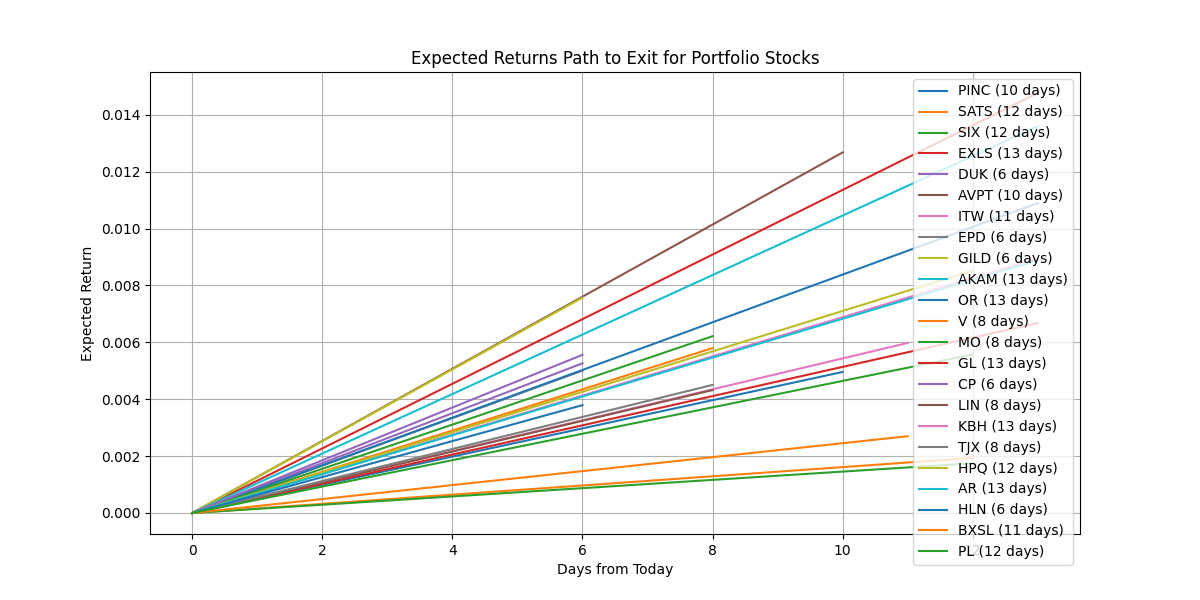 Expected Returns Path to Exit for Portfolio Stocks
Expected Return
0.014
0.012
0.010
0.008
0.006
0.004
0.002
0.000
0 2 4 6 8 10 12
Days from Today
PINC (10 days)
SATS (12 days)
SIX (12 days)
EXLS (13 days)
DUK (6 days)
AVPT (10 days)
ITW (11 days)
EPD (6 days)
GILD (6 days)
AKAM (13 days)
OR (13 days)
V (8 days)
MO (8 days)
GL (13 days)
CP (6 days)
LIN (8 days)
KBH (13 days)
TJX (8 days)
HPQ (12 days)
AR (13 days)
HLN (6 days)
BXSL (11 days)
PL (12 days)